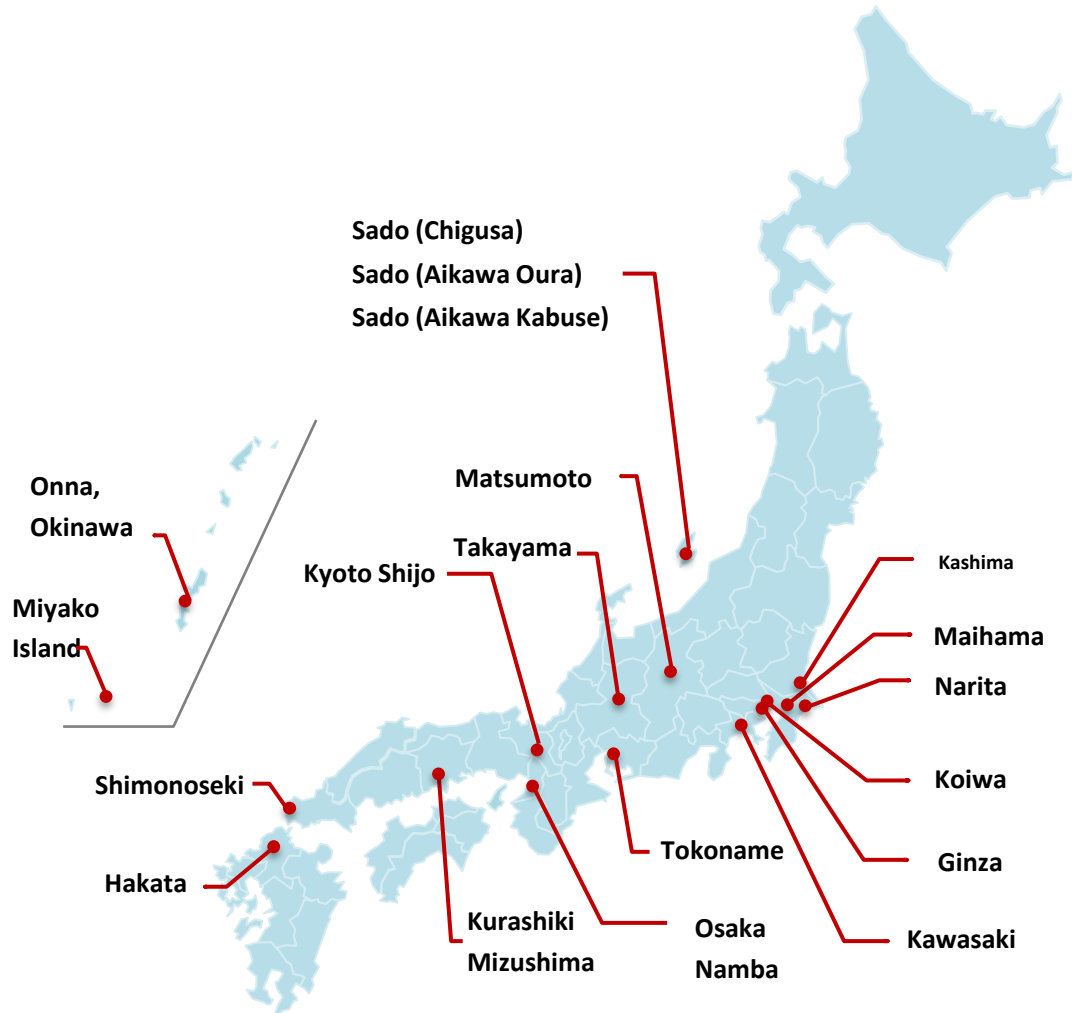 Sado (Chigusa)
Sado (Aikawa Oura)
Sado (Aikawa Kabuse)
Matsumoto
Onna,
Okinawa
Takayama
Kyoto Shijo
Kashima
Miyako
Island
Maihama
Narita
Shimonoseki
Koiwa
Tokoname
Ginza
Hakata
Kurashiki
Mizushima
Osaka
Namba
Kawasaki